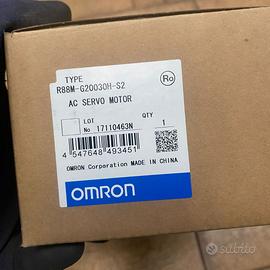 TYPE
R88M-G20030H-S2
Ro
AC SERVO MOTOR
LOT
No 17110463N
QTY
1
4 547648 493451
OMRON Corporation MADE IN CHINA
OMRON
subito